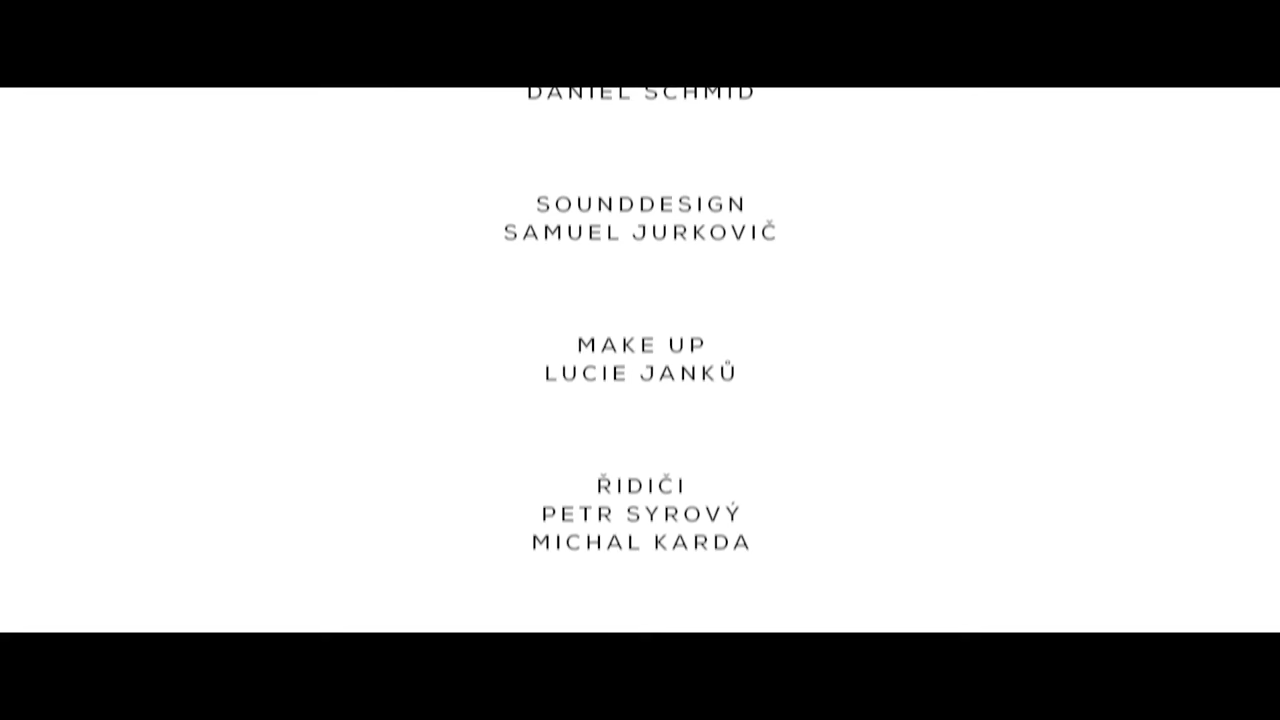 DANIEL SCHMID
SOUNDDESIGN
SAMUEL JURKOVIČ
MAKE UP
LUCIE JANKŮ
ŘIDIČI
PETR SYROVÝ
MICHAL KARDA